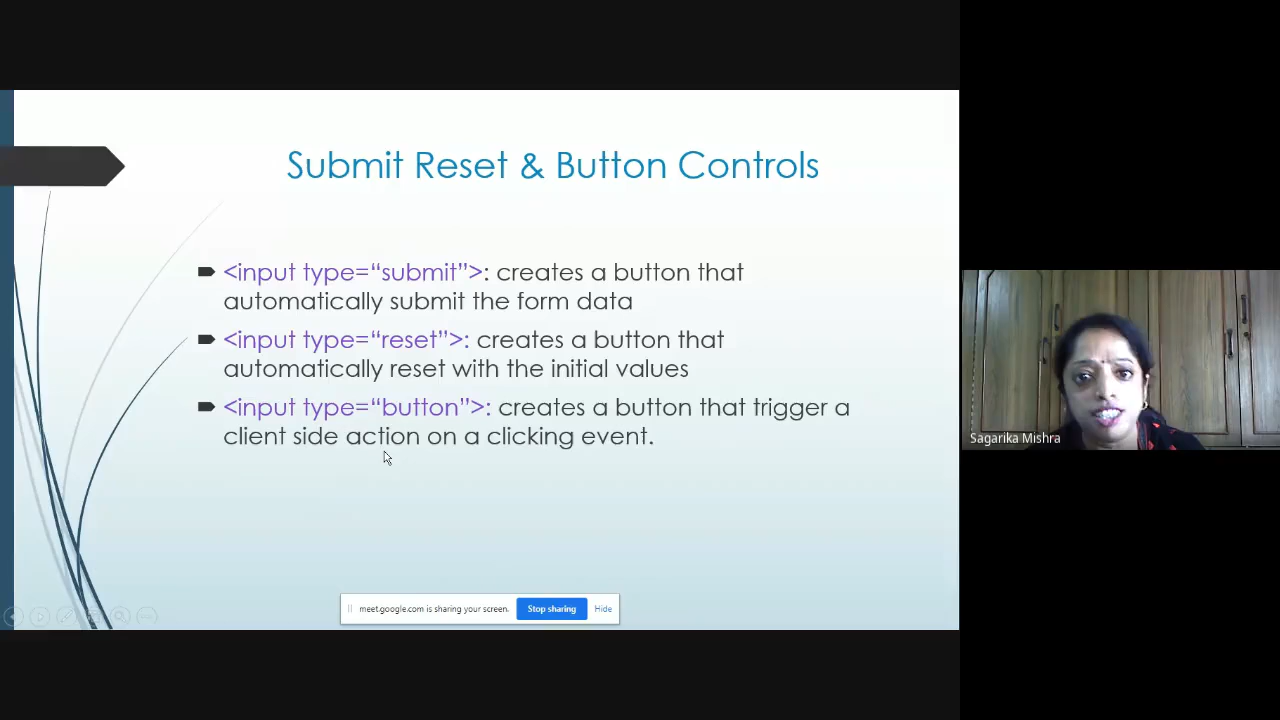 Submit Reset & Button Controls
<input type=“submit”>: creates a button that
automatically submit the form data
<input type=“reset”>: creates a button that
automatically reset with the initial values
<input type=“button”>: creates a button that trigger a
client side action on a clicking event.
Sagarika Mishra
meet.google.com is sharing your screen.
Stop sharing
Hide